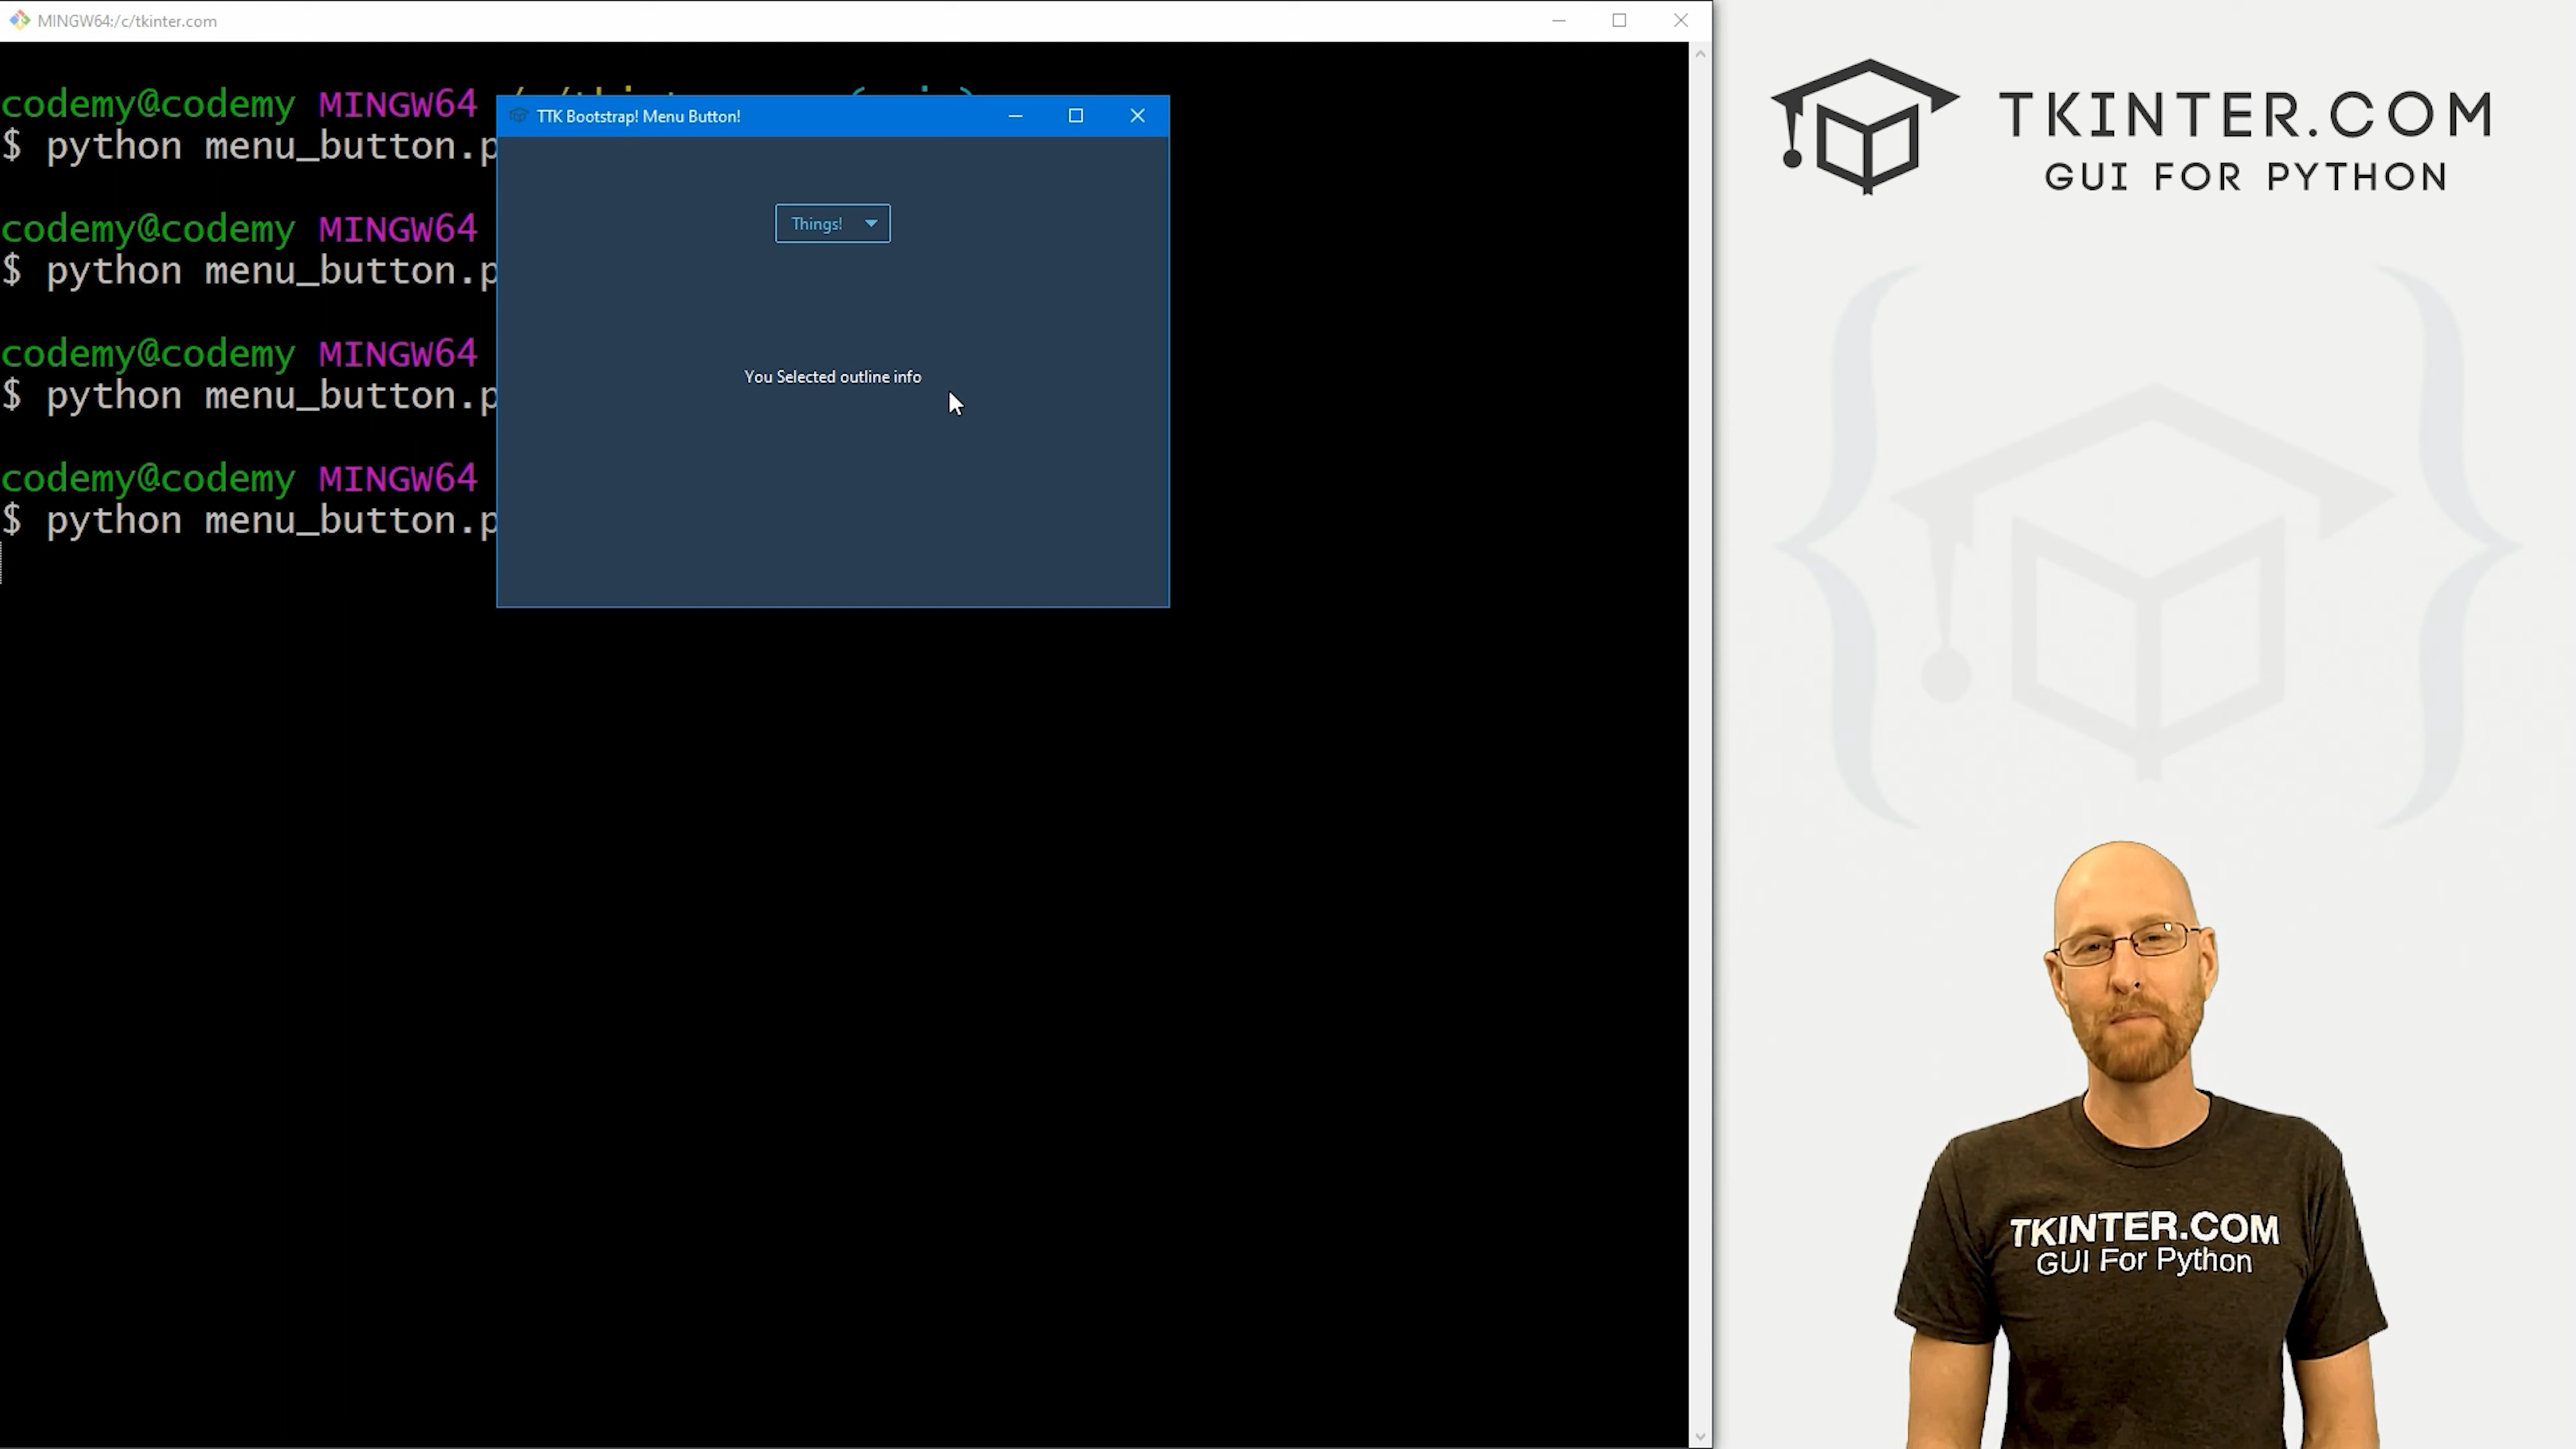 MINGW64:/c/tkinter.com
codemy@codemy MINGW64
$ python menu_button.p
codemy@codemy MINGW64
$ python menu_button.p
codemy@codemy MINGW64
$ python menu_button.p
codemy@codemy MINGW64
$ python menu_button.p
TTK Bootstrap! Menu Button!
Things!
You Selected outline info
TKINTER.COM
GUI FOR PYTHON
TKINTER.COM
GUI For Python